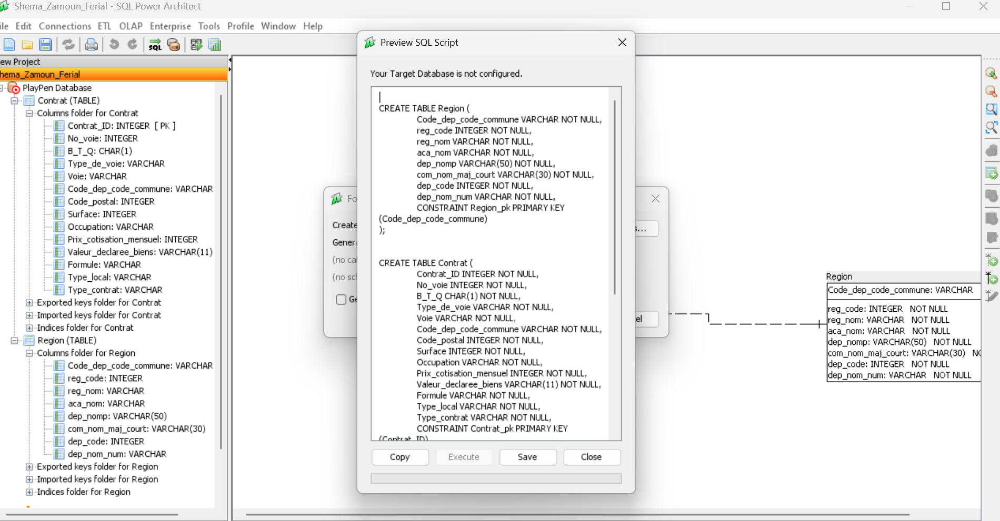 Shema_Zamoun_Ferial - SQL Power Architect
ile Edit Connections ETL OLAP Enterprise Tools Profile Window Help
SQL
ew Project
hema_Zamoun_Ferial
PlayPen Database
Contrat (TABLE)
Columns folder for Contrat
Contrat_ID: INTEGER [ PK ]
No_voie: INTEGER
B_T_Q: CHAR(1)
Type_de_voie: VARCHAR
Voie: VARCHAR
Code_dep_code_commune: VARCHAR
Code_postal: INTEGER
Surface: INTEGER
Occupation: VARCHAR
Prix_cotisation_mensuel: INTEGER
Valeur_declaree_biens: VARCHAR(11)
Formule: VARCHAR
Type_local: VARCHAR
Type_contrat: VARCHAR
Exported keys folder for Contrat
Imported keys folder for Contrat
Indices folder for Contrat
Region (TABLE)
Columns folder for Region
Code_dep_code_commune: VARCHAR
reg_code: INTEGER
reg_nom: VARCHAR
aca_nom: VARCHAR
dep_nomp: VARCHAR(50)
com_nom_maj_court: VARCHAR(30)
dep_code: INTEGER
dep_nom_num: VARCHAR
Exported keys folder for Region
Imported keys folder for Region
Indices folder for Region
Fo
Create
Genera
(no cat
(no sch
Ge
s...
el
Preview SQL Script
Your Target Database is not configured.
CREATE TABLE Region (
Code_dep_code_commune VARCHAR NOT NULL,
reg_code INTEGER NOT NULL,
reg_nom VARCHAR NOT NULL,
aca_nom VARCHAR NOT NULL,
dep_nomp VARCHAR(50) NOT NULL,
com_nom_maj_court VARCHAR(30) NOT NULL,
dep_code INTEGER NOT NULL,
dep_nom_num VARCHAR NOT NULL,
CONSTRAINT Region_pk PRIMARY KEY
(Code_dep_code_commune)
);
CREATE TABLE Contrat (
Contrat_ID INTEGER NOT NULL,
No_voie INTEGER NOT NULL,
B_T_Q CHAR(1) NOT NULL,
Type_de_voie VARCHAR NOT NULL,
Voie VARCHAR NOT NULL,
Code_dep_code_commune VARCHAR NOT NULL,
Code_postal INTEGER NOT NULL,
Surface INTEGER NOT NULL,
Occupation VARCHAR NOT NULL,
Prix_cotisation_mensuel INTEGER NOT NULL,
Valeur_declaree_biens VARCHAR(11) NOT NULL,
Formule VARCHAR NOT NULL,
Type_local VARCHAR NOT NULL,
Type_contrat VARCHAR NOT NULL,
CONSTRAINT Contrat_pk PRIMARY KEY
(Contrat_ID)
Copy Execute Save Close
Region
Code_dep_code_commune: VARCHAR
reg_code: INTEGER NOT NULL
reg_nom: VARCHAR NOT NULL
aca_nom: VARCHAR NOT NULL
dep_nomp: VARCHAR(50) NOT NULL
com_nom_maj_court: VARCHAR(30) NO
dep_code: INTEGER NOT NULL
dep_nom_num: VARCHAR NOT NULL